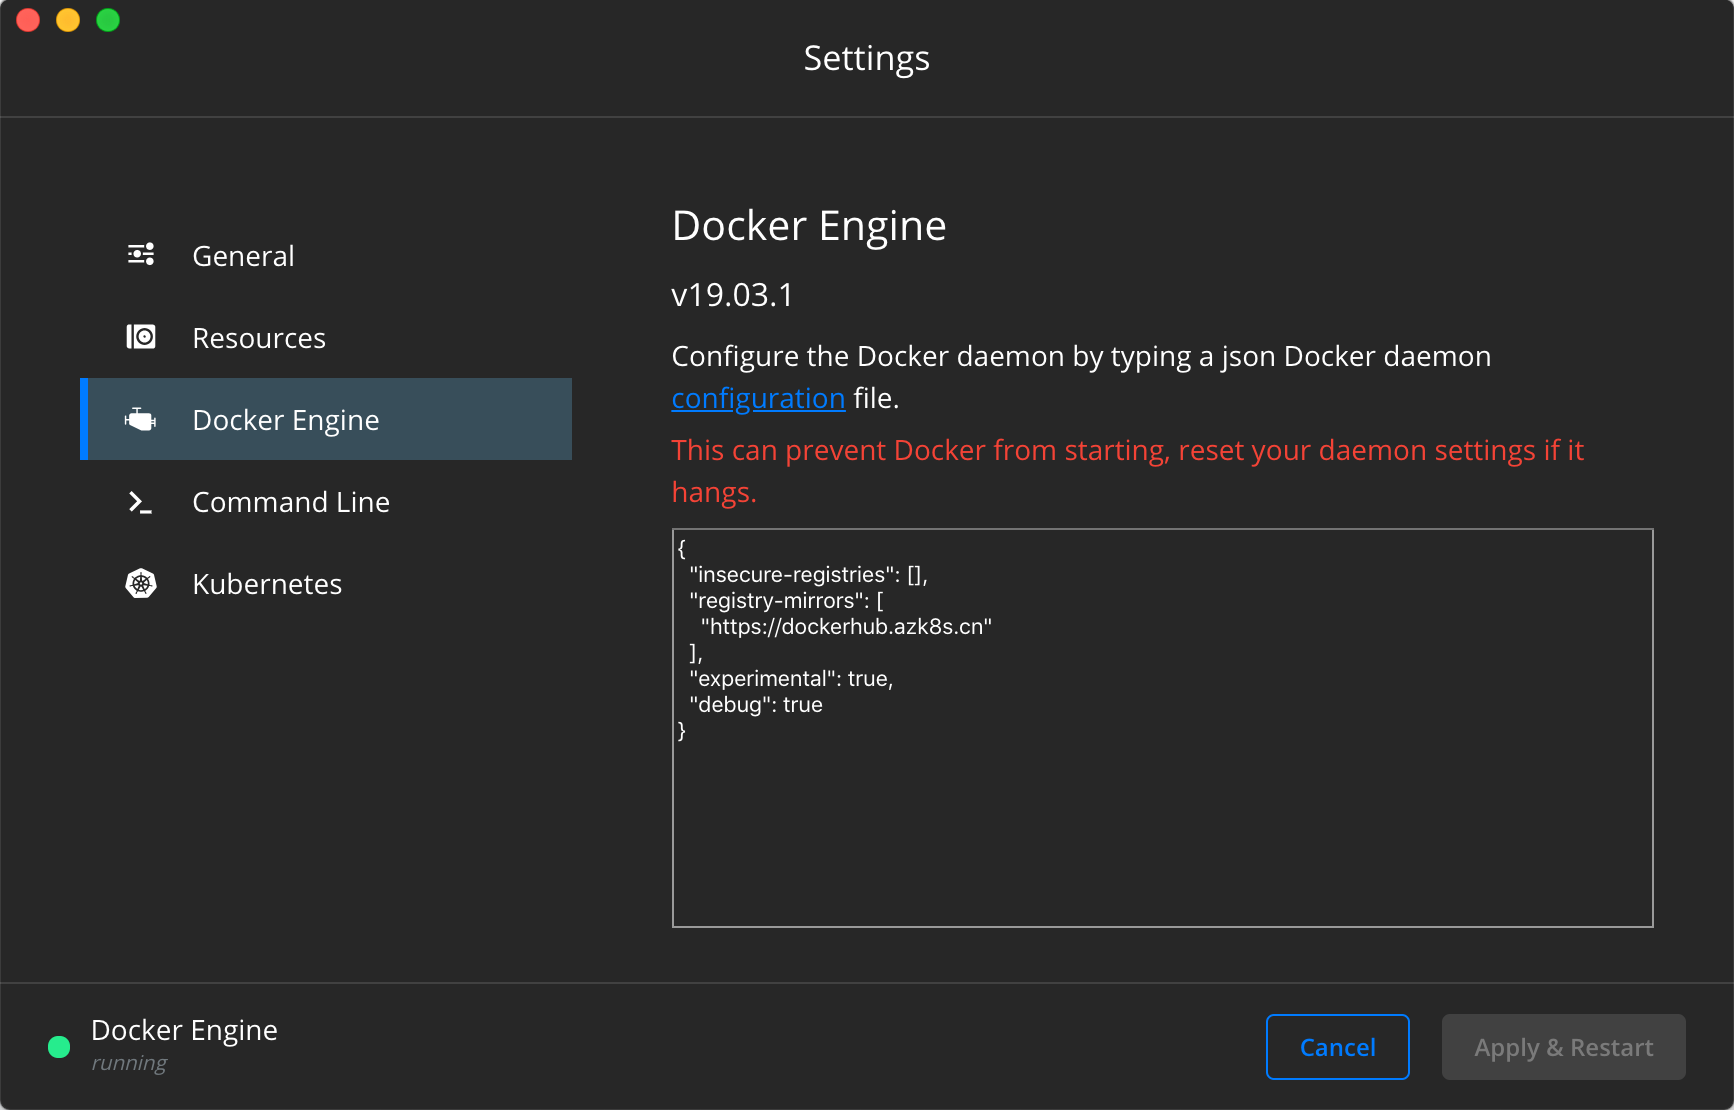 Settings
General
Resources
Docker Engine
Command Line
Kubernetes
Docker Engine
v19.03.1
Configure the Docker daemon by typing a json Docker daemon
configuration file.
This can prevent Docker from starting, reset your daemon settings if it
hangs.
{
  "insecure-registries": [],
  "registry-mirrors": [
    "https://dockerhub.azk8s.cn"
  ],
  "experimental": true,
  "debug": true
}
Docker Engine
running
Cancel
Apply & Restart